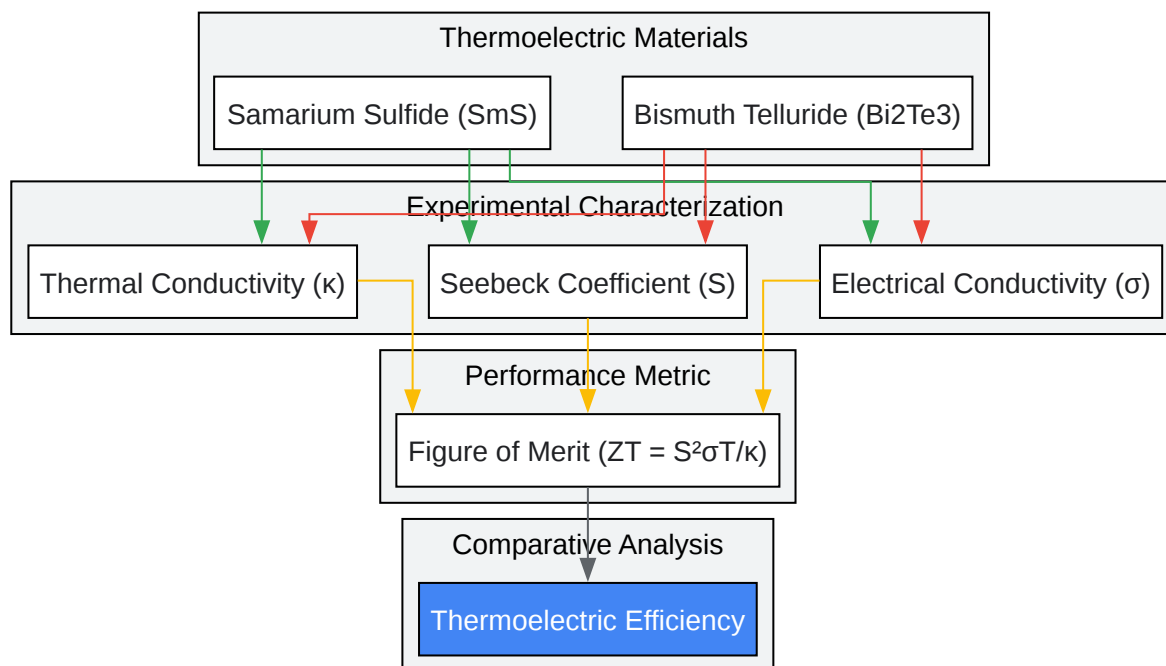 Thermoelectric Materials
Samarium Sulfide (SmS)
Bismuth Telluride (Bi2Te3)
Experimental Characterization
Thermal Conductivity (κ)
Seebeck Coefficient (S)
Electrical Conductivity (σ)
Performance Metric
Figure of Merit (ZT = S²σT/κ)
Comparative Analysis
Thermoelectric Efficiency